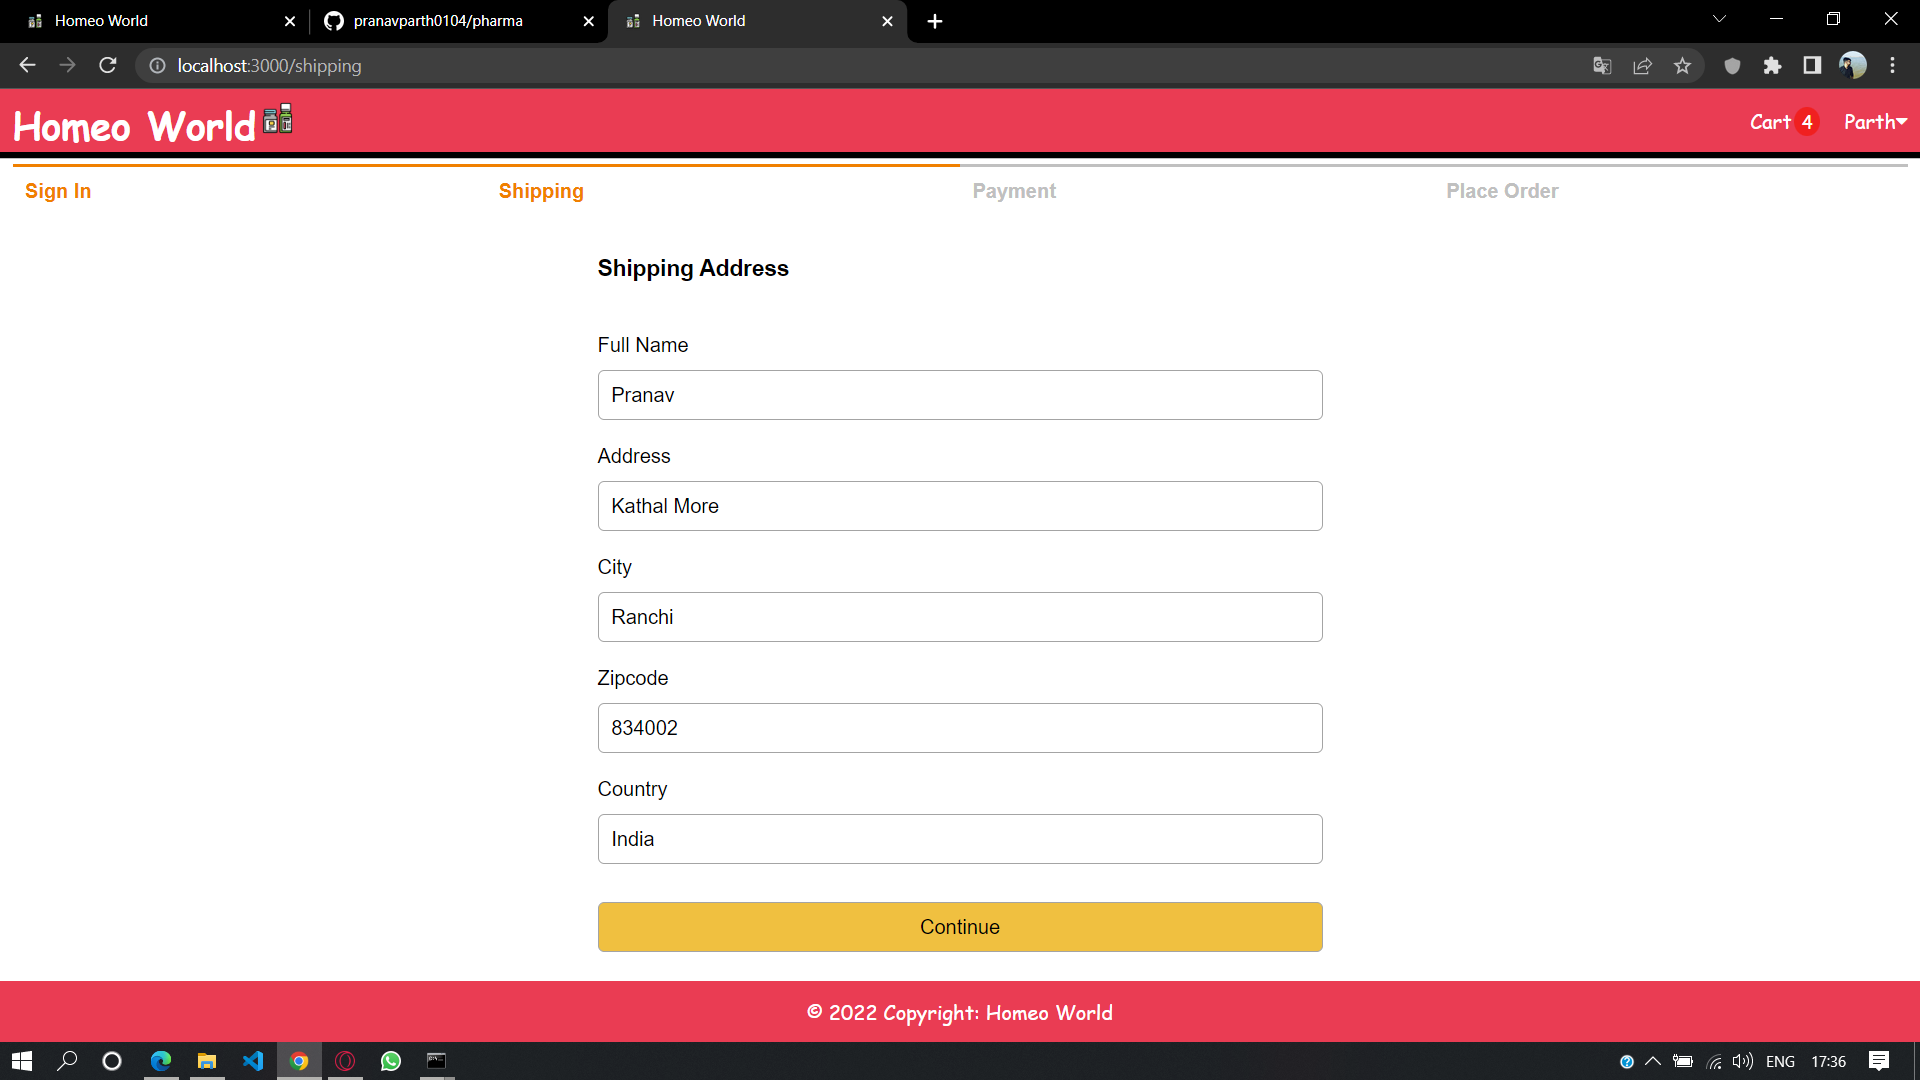 Homeo World
pranavparth0104/pharma
Homeo World
localhost:3000/shipping
Homeo World
Cart 4
Parth
Sign In
Shipping
Payment
Place Order
Shipping Address
Full Name
Pranav
Address
Kathal More
City
Ranchi
Zipcode
834002
Country
India
Continue
© 2022 Copyright: Homeo World
ENG
17:36